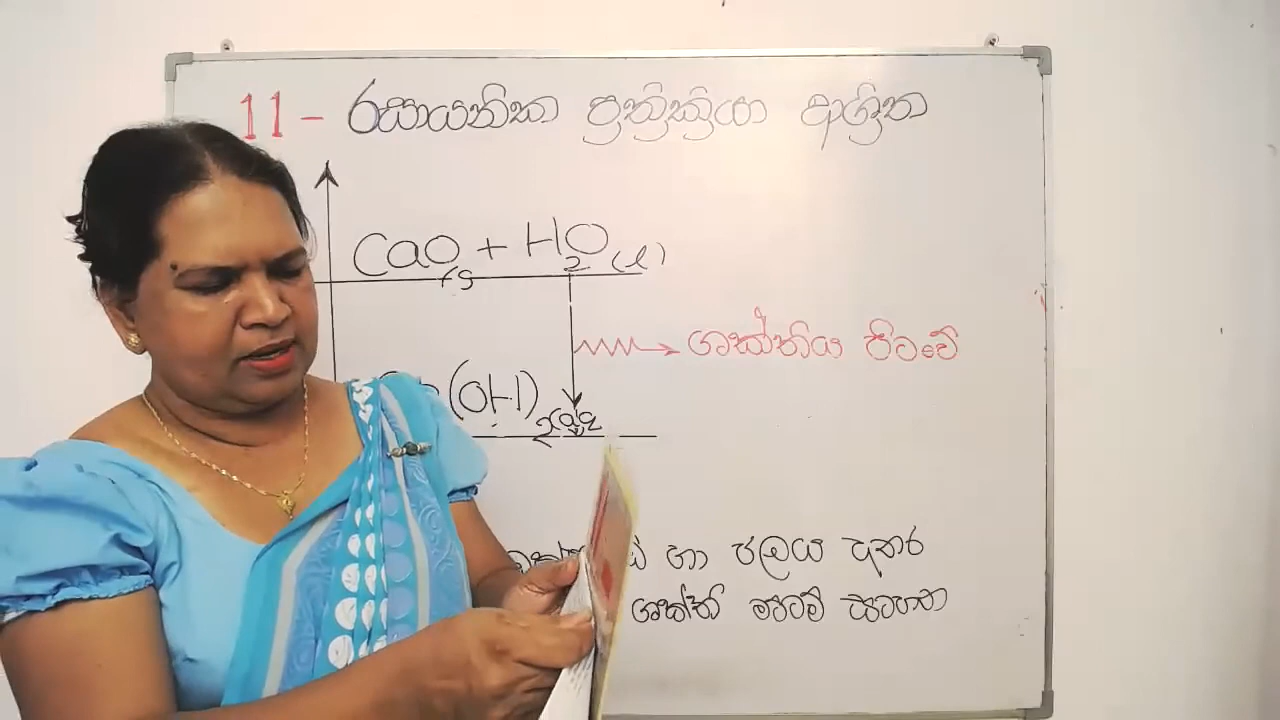 11 - රසායනික ප්‍රතික්‍රියා ආශ්‍රිත
CaO(s + H2O(l)
ශක්තිය පිටවේ
(OH)2(aq
හා ජලය අතර
ශක්ති මට්ටම් සටහන